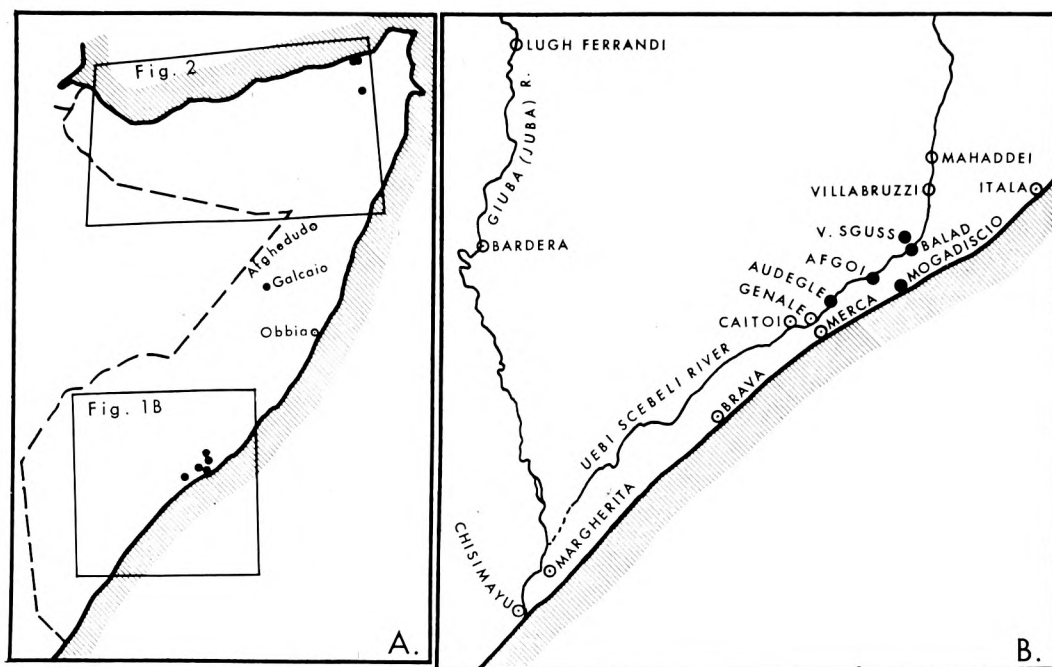 Fig. 2
Alghedudo
Galcaio
Obbia
Fig. 1B
A.
LUGH FERRANDI
GIUBA (JUBA) R.
BARDERA
MAHADDEI
VILLABRUZZI
ITALA
V. SGUSS
BALAD
MOGADISCIO
AFGOI
AUDEGLE
GENALE
CAITOI
MERCA
BRAVA
UEBI SCEBELI RIVER
MARGHERITA
CHISIMAYU
B.